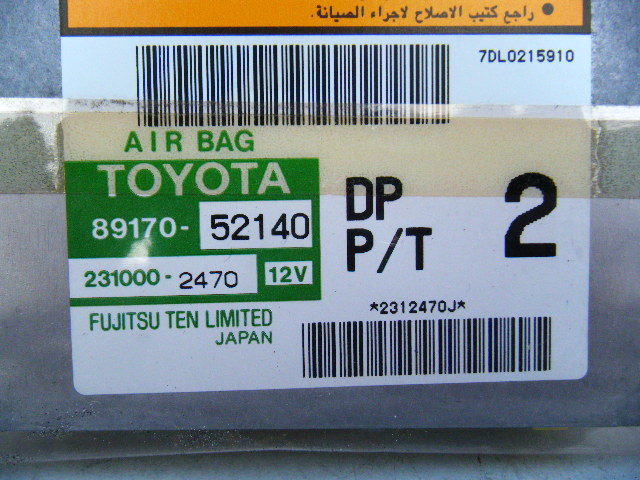 راجع كتيب الاصلاح لاجراء الصيانة.
7DL0215910
AIR BAG
TOYOTA
89170-52140
231000-2470 12V
FUJITSU TEN LIMITED
JAPAN
DP
P/T
2
*2312470J*